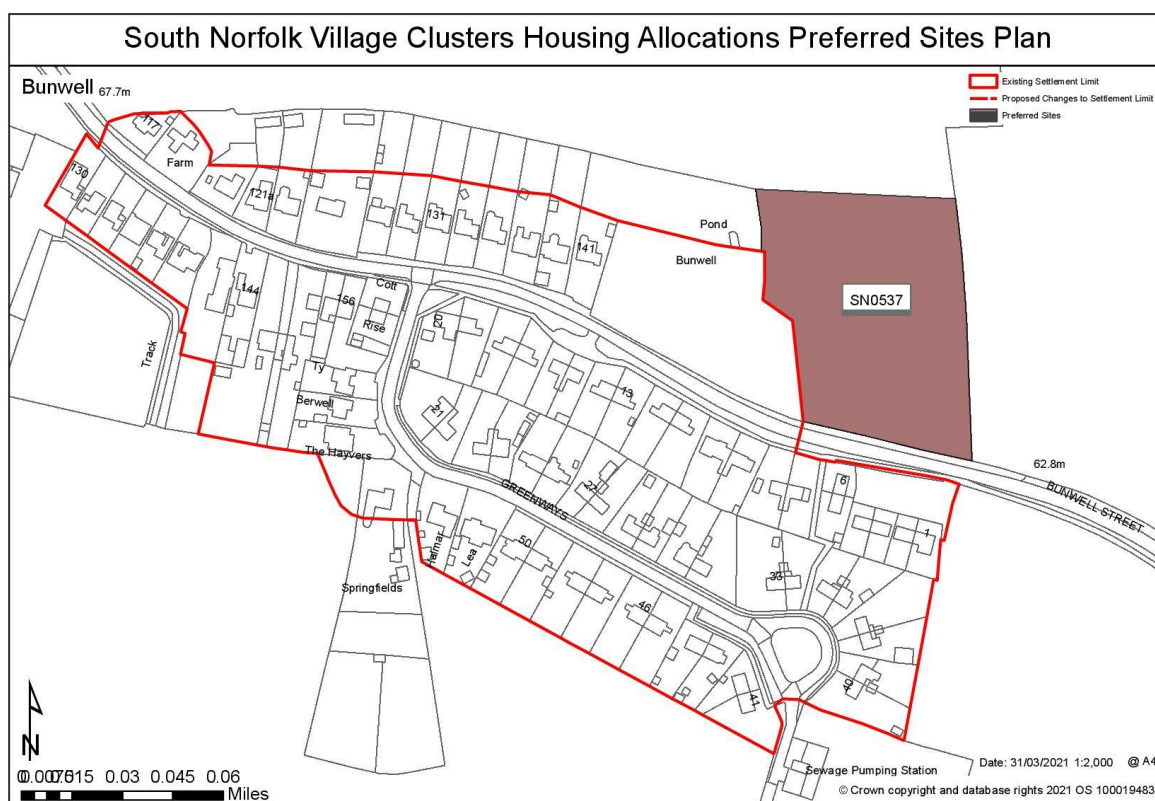 South Norfolk Village Clusters Housing Allocations Preferred Sites Plan
Bunwell 67.7m
Existing Settlement Limit
Proposed Changes to Settlement Limit
Preferred Sites
117
Farm
130
121a
131
141
Pond
Bunwell
SN0537
144
Cott
156
Rise
20
Track
Ty
Berwell
21
13
The Hayvers
22
GREENWAYS
6
62.8m
BUNWELL STREET
1
Halmar
Lea
50
33
Springfields
46
40
41
N
0 0.0075 0.015 0.03 0.045 0.06
Miles
Sewage Pumping Station
Date: 31/03/2021 1:2,000 @ A4
© Crown copyright and database rights 2021 OS 100019483